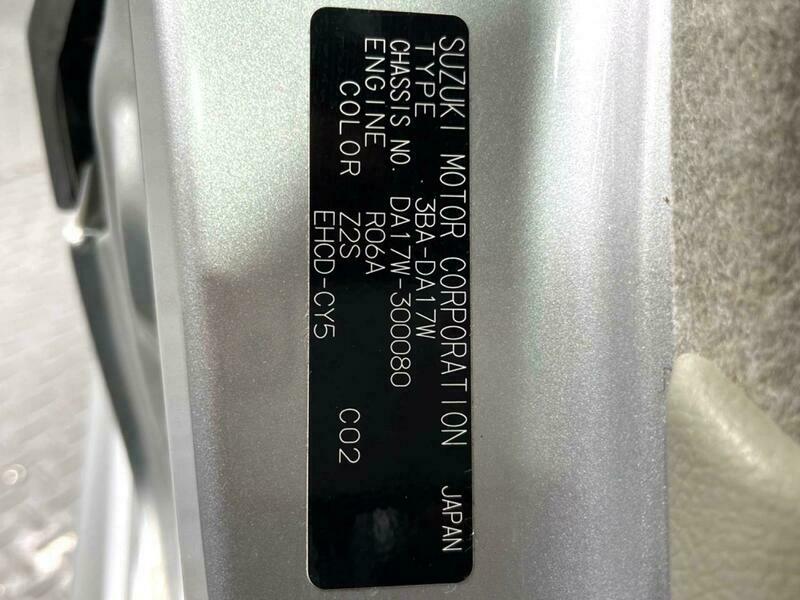 SUZUKI MOTOR CORPORATION JAPAN
TYPE 3BA-DA17W
CHASSIS NO. DA17W-300080
ENGINE R06A
COLOR Z2S
EHCD-CY5 C02